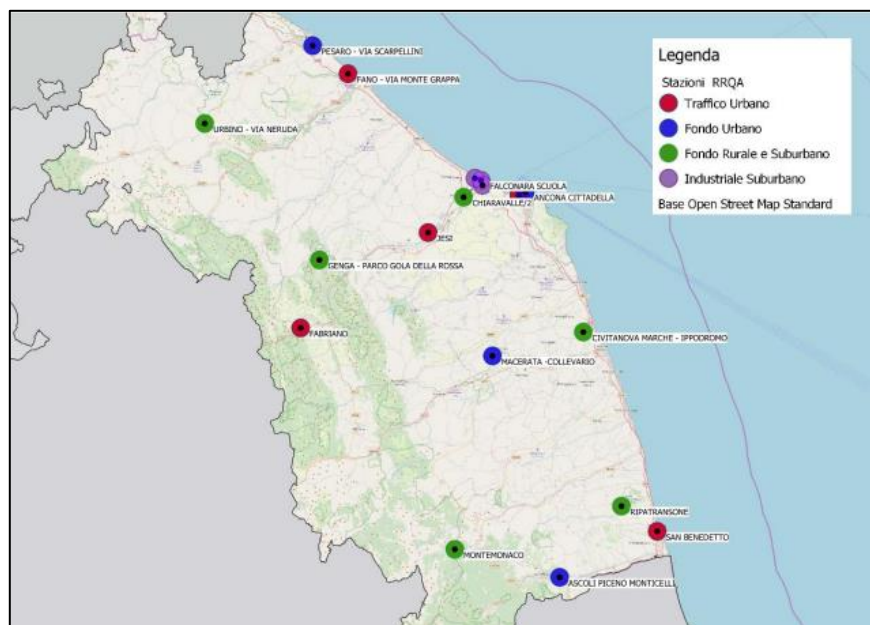 PESARO - VIA SCARPELLINI
FANO - VIA MONTE GRAPPA
URBINO - VIA NERUDA
FALCONARA SCUOLA
ANCONA CITTADELLA
CHIARAVALLE/2
JESI
GENGA - PARCO GOLA DELLA ROSSA
FABRIANO
CIVITANOVA MARCHE - IPPODROMO
MACERATA -COLLEVARIO
RIPATRANSONE
SAN BENEDETTO
MONTEMONACO
ASCOLI PICENO MONTICELLI
Legenda
Stazioni RRQA
Traffico Urbano
Fondo Urbano
Fondo Rurale e Suburbano
Industriale Suburbano
Base Open Street Map Standard